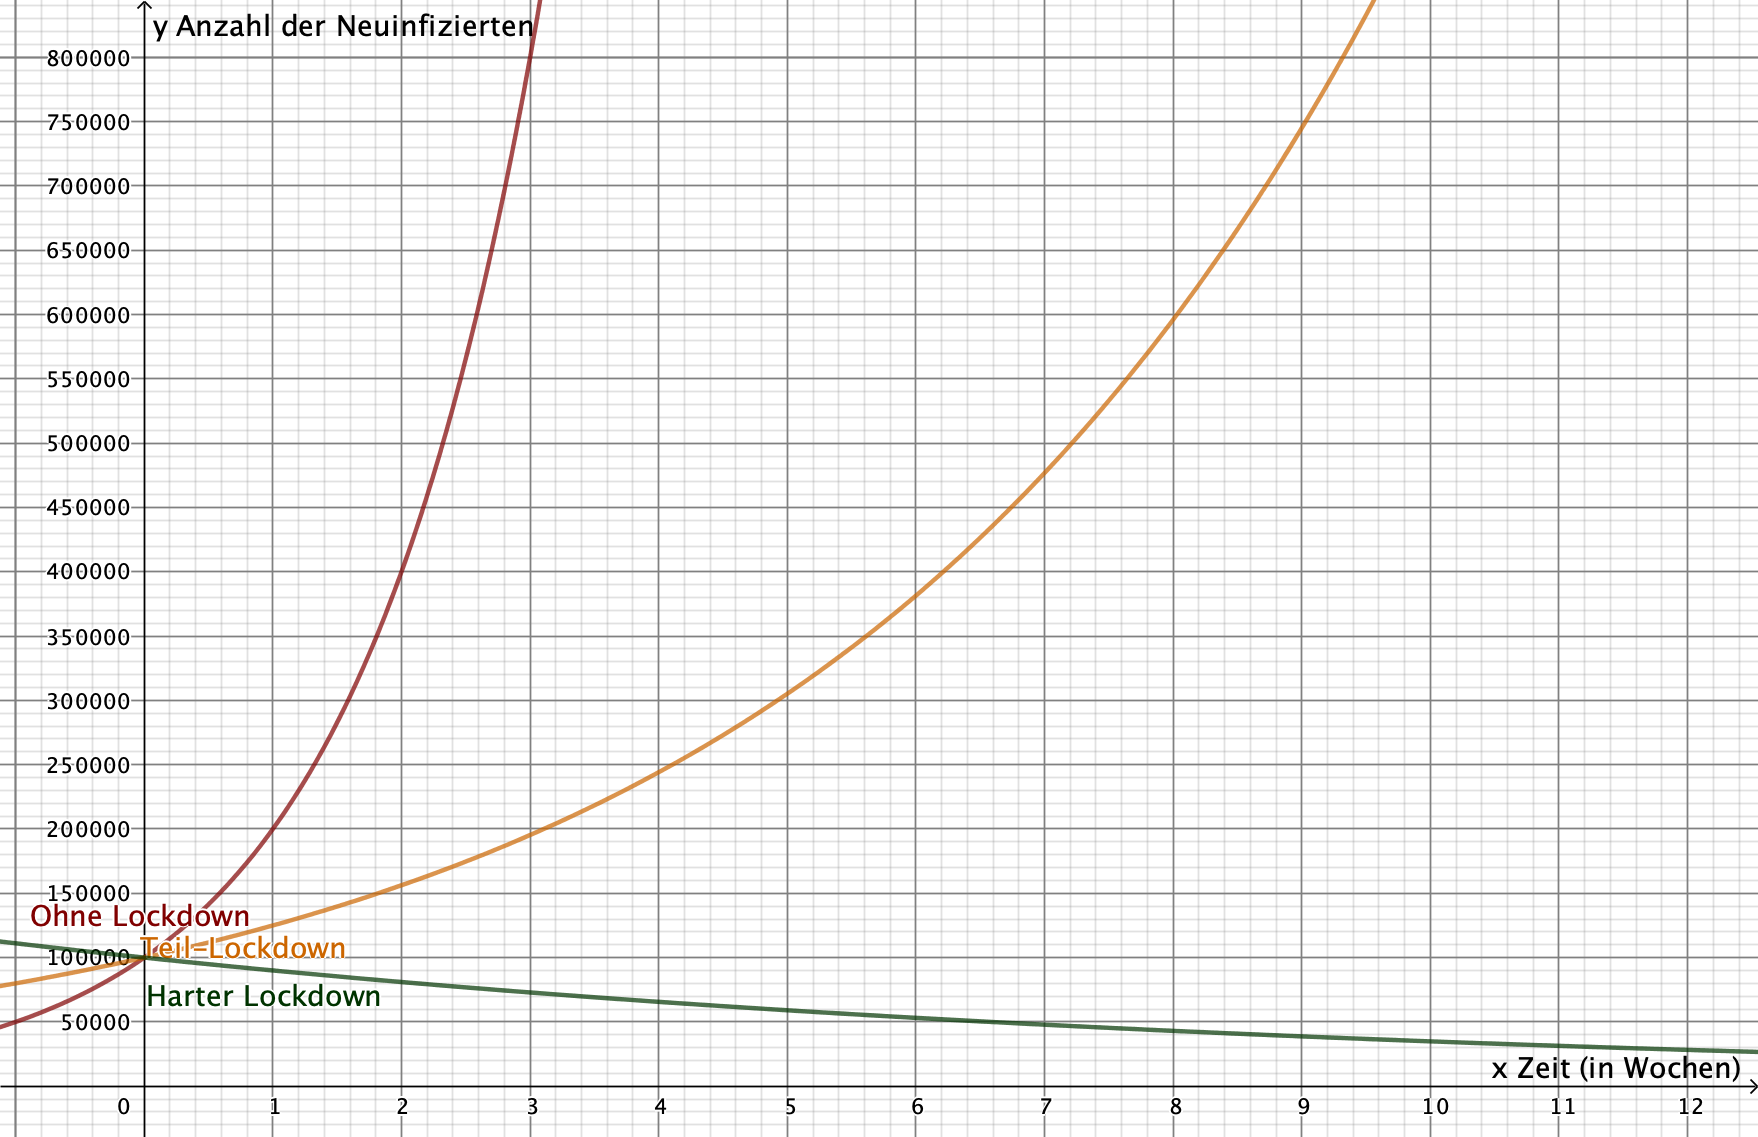 y Anzahl der Neuinfizierten
800000
750000
700000
650000
600000
550000
500000
450000
400000
350000
300000
250000
200000
150000
Ohne Lockdown
Teil-Lockdown
100000
Harter Lockdown
50000
x Zeit (in Wochen)
0 1 2 3 4 5 6 7 8 9 10 11 12